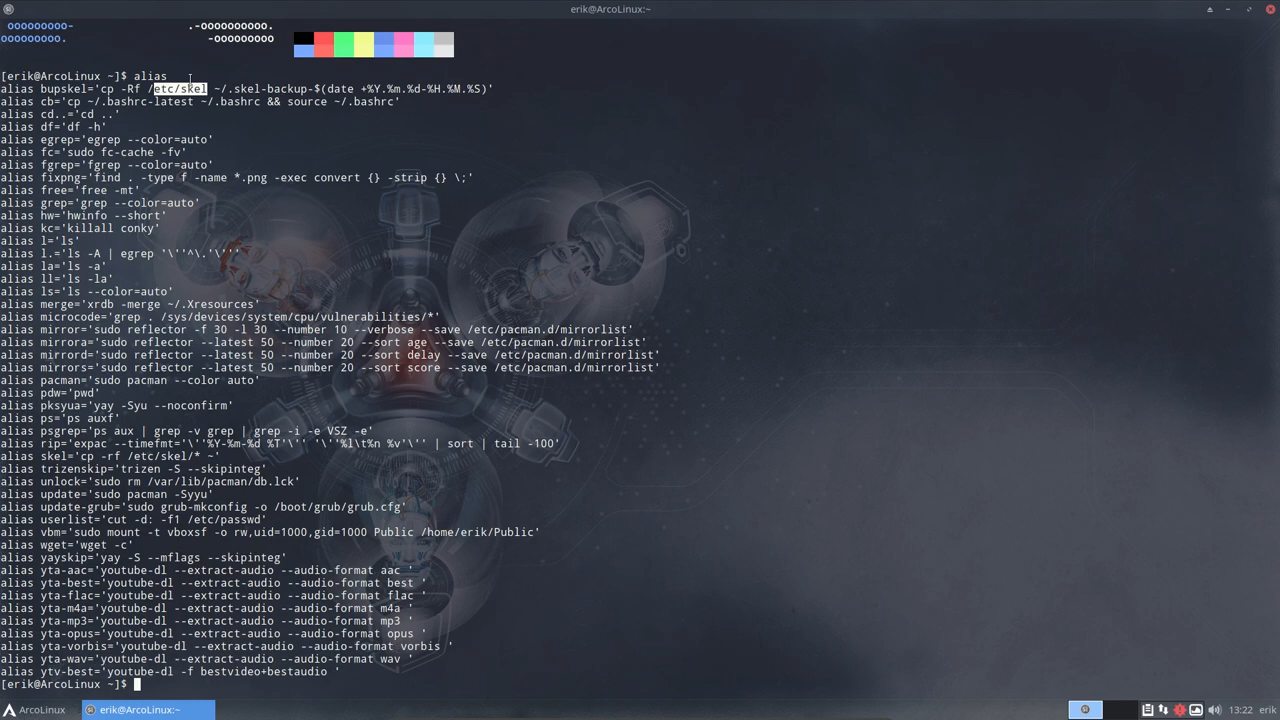 erik@ArcoLinux:~
ooooooooo- .-oooooooooo.
ooooooooo. -ooooooooo
[erik@ArcoLinux ~]$ alias
alias bupskel='cp -Rf /etc/skel ~/.skel-backup-$(date +%Y.%m.%d-%H.%M.%S)'
alias cb='cp ~/.bashrc-latest ~/.bashrc && source ~/.bashrc'
alias cd..='cd ..'
alias df='df -h'
alias egrep='egrep --color=auto'
alias fc='sudo fc-cache -fv'
alias fgrep='fgrep --color=auto'
alias fixpng='find . -type f -name *.png -exec convert {} -strip {} \;'
alias free='free -mt'
alias grep='grep --color=auto'
alias hw='hwinfo --short'
alias kc='killall conky'
alias l='ls'
alias l.='ls -A | egrep '\''^\.'\'''
alias la='ls -a'
alias ll='ls -la'
alias ls='ls --color=auto'
alias merge='xrdb -merge ~/.Xresources'
alias microcode='grep . /sys/devices/system/cpu/vulnerabilities/*'
alias mirror='sudo reflector -f 30 -l 30 --number 10 --verbose --save /etc/pacman.d/mirrorlist'
alias mirrora='sudo reflector --latest 50 --number 20 --sort age --save /etc/pacman.d/mirrorlist'
alias mirrord='sudo reflector --latest 50 --number 20 --sort delay --save /etc/pacman.d/mirrorlist'
alias mirrors='sudo reflector --latest 50 --number 20 --sort score --save /etc/pacman.d/mirrorlist'
alias pacman='sudo pacman --color auto'
alias pdw='pwd'
alias pksyua='yay -Syu --noconfirm'
alias ps='ps auxf'
alias psgrep='ps aux | grep -v grep | grep -i -e VSZ -e'
alias rip='expac --timefmt='\''%Y-%m-%d %T'\'' '\''%l\t%n %v'\'' | sort | tail -100'
alias skel='cp -rf /etc/skel/* ~'
alias trizenskip='trizen -S --skipinteg'
alias unlock='sudo rm /var/lib/pacman/db.lck'
alias update='sudo pacman -Syyu'
alias update-grub='sudo grub-mkconfig -o /boot/grub/grub.cfg'
alias userlist='cut -d: -f1 /etc/passwd'
alias vbm='sudo mount -t vboxsf -o rw,uid=1000,gid=1000 Public /home/erik/Public'
alias wget='wget -c'
alias yayskip='yay -S --mflags --skipinteg'
alias yta-aac='youtube-dl --extract-audio --audio-format aac '
alias yta-best='youtube-dl --extract-audio --audio-format best '
alias yta-flac='youtube-dl --extract-audio --audio-format flac '
alias yta-m4a='youtube-dl --extract-audio --audio-format m4a '
alias yta-mp3='youtube-dl --extract-audio --audio-format mp3 '
alias yta-opus='youtube-dl --extract-audio --audio-format opus '
alias yta-vorbis='youtube-dl --extract-audio --audio-format vorbis '
alias yta-wav='youtube-dl --extract-audio --audio-format wav '
alias ytv-best='youtube-dl -f bestvideo+bestaudio '
[erik@ArcoLinux ~]$
ArcoLinux erik@ArcoLinux:~ 13:22 erik